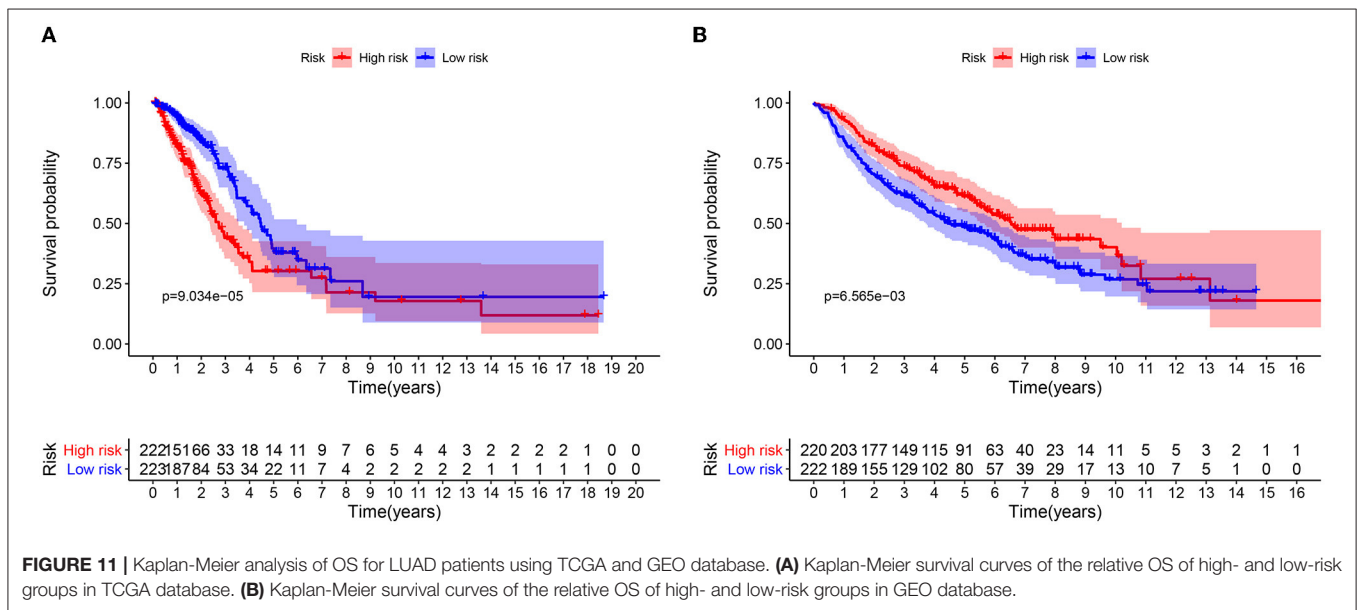 A
Risk High risk Low risk
Survival probability
1.00
0.75
0.50
0.25
0.00
p=9.034e−05
0 1 2 3 4 5 6 7 8 9 10 11 12 13 14 15 16 17 18 19 20
Time(years)
Risk
High risk 222 151 66 33 18 14 11 9 7 6 5 4 4 3 2 2 2 2 1 0 0
Low risk 223 187 84 53 34 22 11 7 4 2 2 2 2 2 1 1 1 1 1 0 0
0 1 2 3 4 5 6 7 8 9 10 11 12 13 14 15 16 17 18 19 20
Time(years)
B
Risk High risk Low risk
Survival probability
1.00
0.75
0.50
0.25
0.00
p=6.565e−03
0 1 2 3 4 5 6 7 8 9 10 11 12 13 14 15 16
Time(years)
Risk
High risk 220 203 177 149 115 91 63 40 23 14 11 5 5 3 2 1 1
Low risk 222 189 155 129 102 80 57 39 29 17 13 10 7 5 1 0 0
0 1 2 3 4 5 6 7 8 9 10 11 12 13 14 15 16
Time(years)
FIGURE 11 | Kaplan-Meier analysis of OS for LUAD patients using TCGA and GEO database. (A) Kaplan-Meier survival curves of the relative OS of high- and low-risk
groups in TCGA database. (B) Kaplan-Meier survival curves of the relative OS of high- and low-risk groups in GEO database.